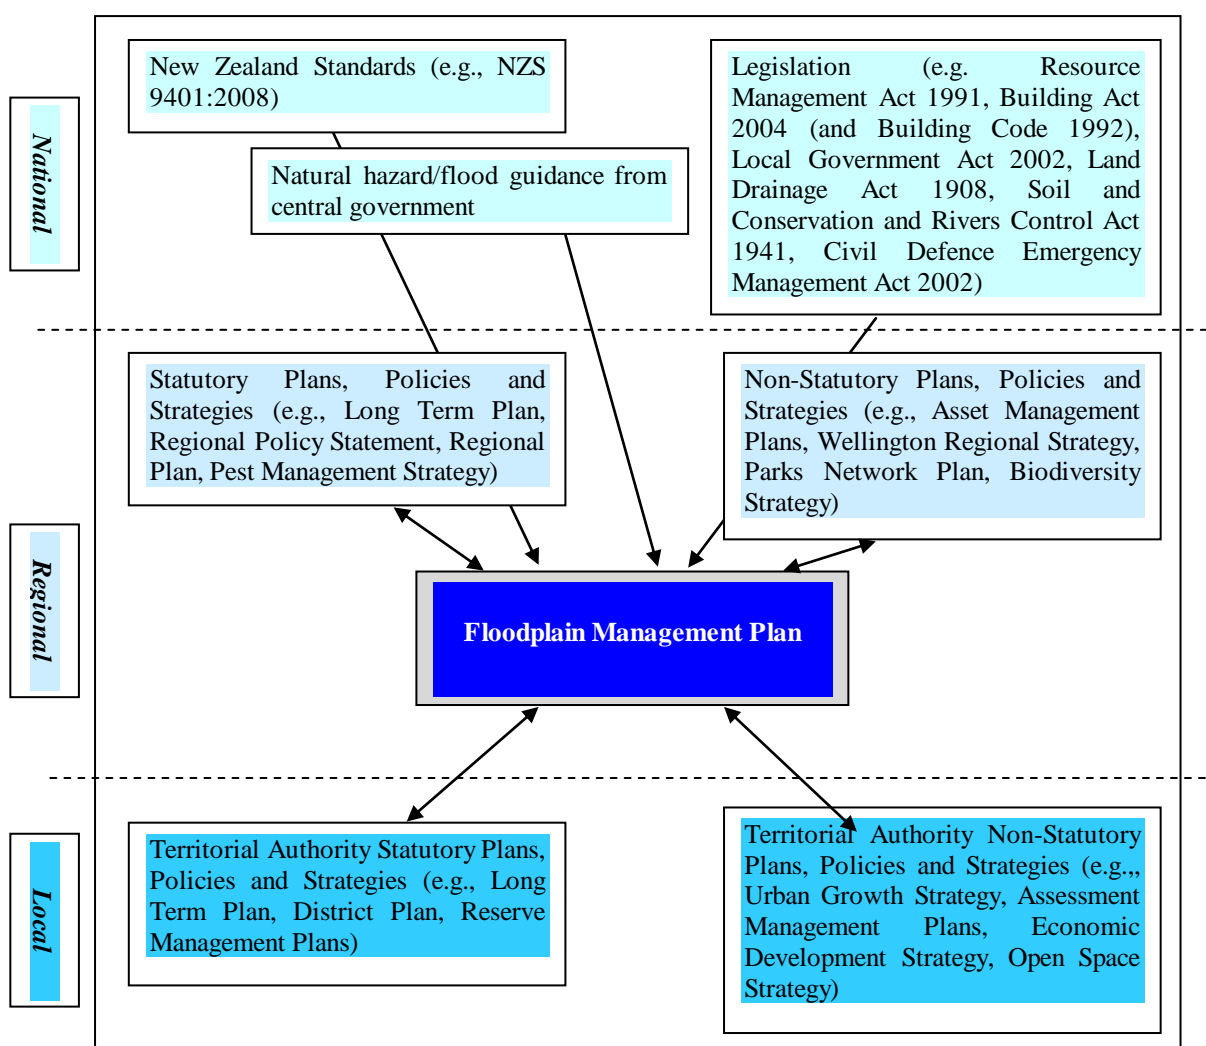 National
New Zealand Standards (e.g., NZS
9401:2008)
Natural hazard/flood guidance from
central government
Legislation (e.g. Resource
Management Act 1991, Building Act
2004 (and Building Code 1992),
Local Government Act 2002, Land
Drainage Act 1908, Soil and
Conservation and Rivers Control Act
1941, Civil Defence Emergency
Management Act 2002)
Regional
Statutory Plans, Policies and
Strategies (e.g., Long Term Plan,
Regional Policy Statement, Regional
Plan, Pest Management Strategy)
Non-Statutory Plans, Policies and
Strategies (e.g., Asset Management
Plans, Wellington Regional Strategy,
Parks Network Plan, Biodiversity
Strategy)
Floodplain Management Plan
Local
Territorial Authority Statutory Plans,
Policies and Strategies (e.g., Long
Term Plan, District Plan, Reserve
Management Plans)
Territorial Authority Non-Statutory
Plans, Policies and Strategies (e.g.,,
Urban Growth Strategy, Assessment
Management Plans, Economic
Development Strategy, Open Space
Strategy)